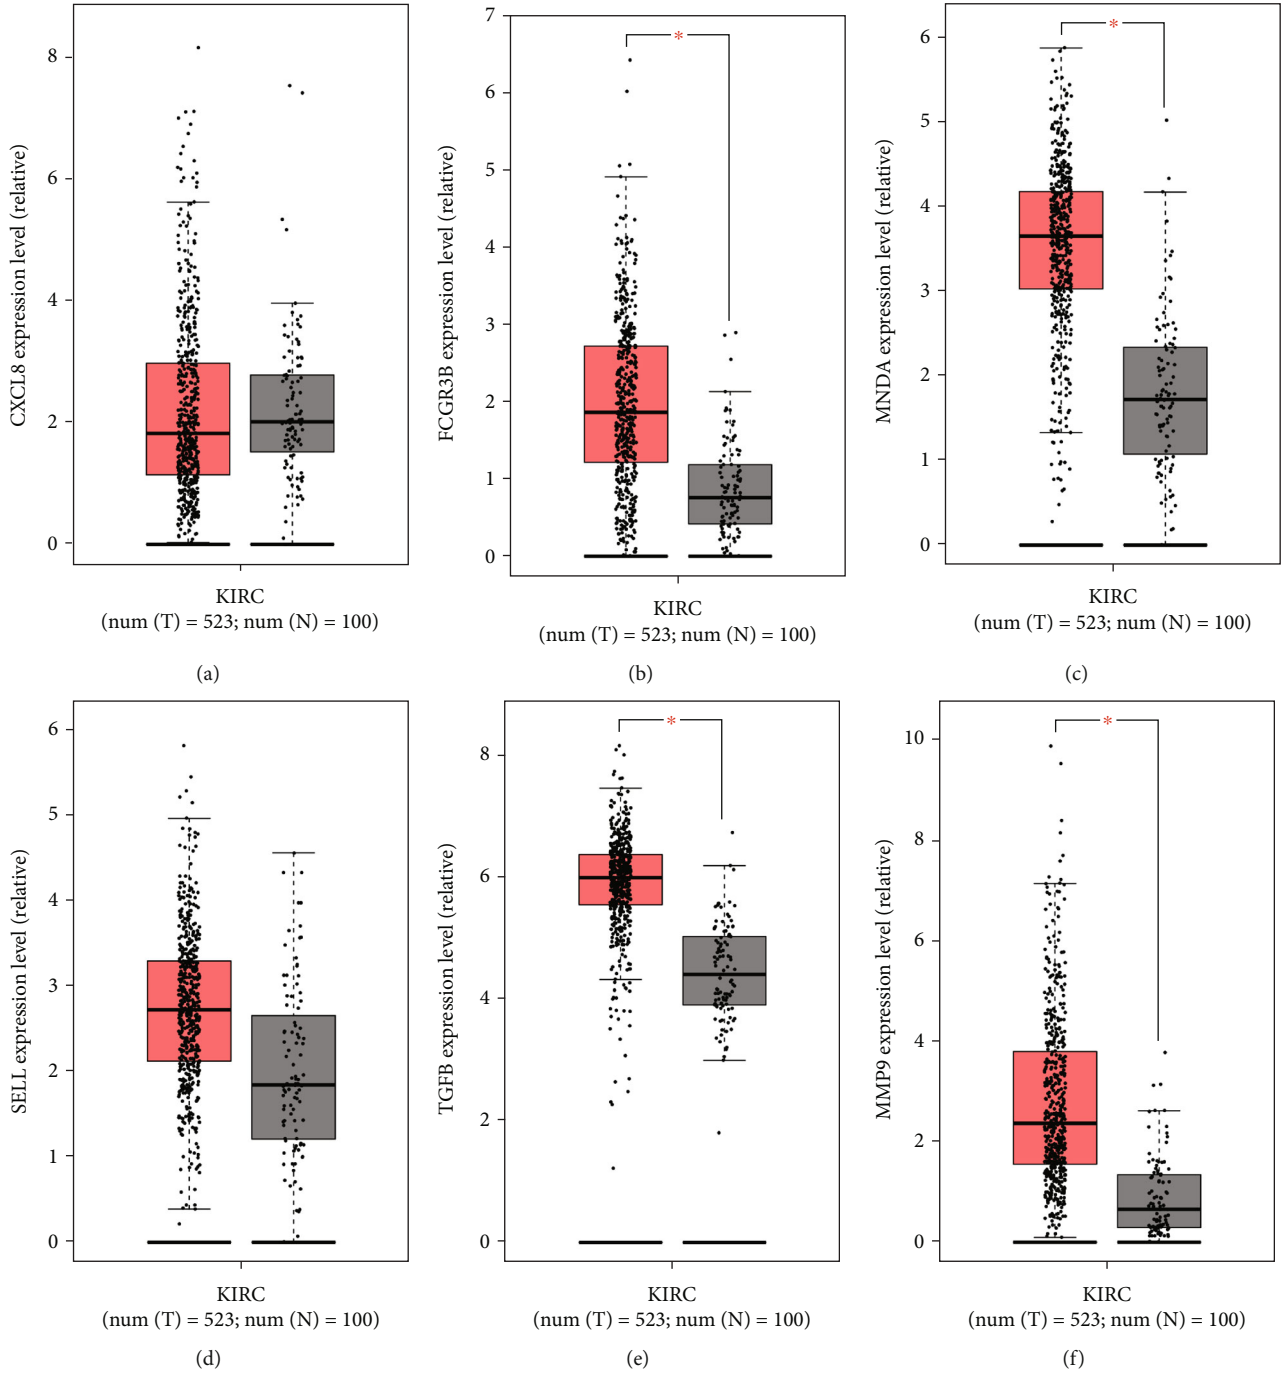 CXCL8 expression level (relative)
8
6
4
2
0
KIRC
(num (T) = 523; num (N) = 100)
(a)
FCGR3B expression level (relative)
7
6
5
4
3
2
1
0
*
KIRC
(num (T) = 523; num (N) = 100)
(b)
MNDA expression level (relative)
6
5
4
3
2
1
0
*
KIRC
(num (T) = 523; num (N) = 100)
(c)
SELL expression level (relative)
6
5
4
3
2
1
0
KIRC
(num (T) = 523; num (N) = 100)
(d)
TGFB expression level (relative)
8
6
4
2
0
*
KIRC
(num (T) = 523; num (N) = 100)
(e)
MMP9 expression level (relative)
10
8
6
4
2
0
*
KIRC
(num (T) = 523; num (N) = 100)
(f)